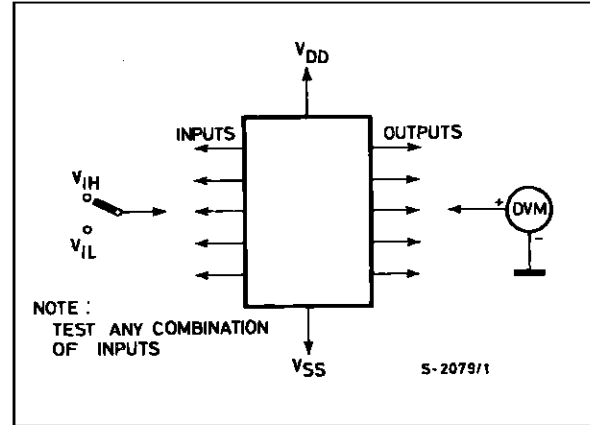 VDD
INPUTS
OUTPUTS
VIH
VIL
+
DVM
-
NOTE :
TEST ANY COMBINATION
OF INPUTS
VSS
S-2079/1